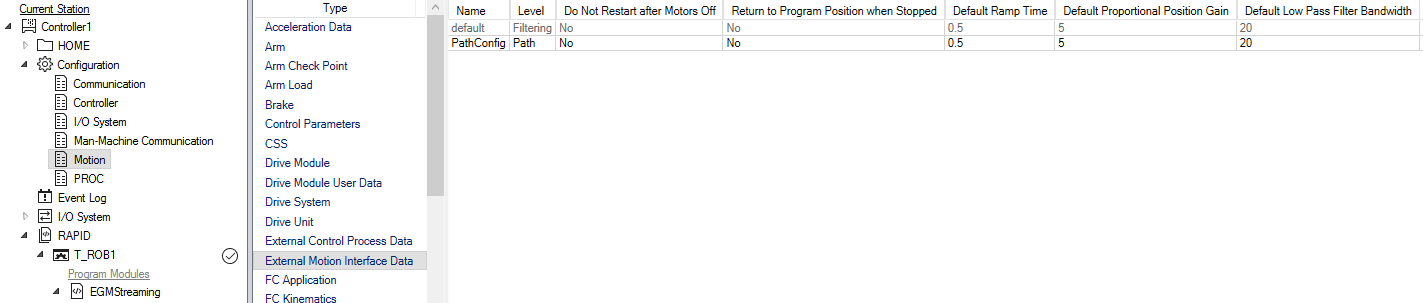 Current Station
Controller1
HOME
Configuration
Communication
Controller
I/O System
Man-Machine Communication
Motion
PROC
Event Log
I/O System
RAPID
T_ROB1
Program Modules
EGMStreaming
Type
Acceleration Data
Arm
Arm Check Point
Arm Load
Brake
Control Parameters
CSS
Drive Module
Drive Module User Data
Drive System
Drive Unit
External Control Process Data
External Motion Interface Data
FC Application
FC Kinematics
Name Level Do Not Restart after Motors Off Return to Program Position when Stopped Default Ramp Time Default Proportional Position Gain Default Low Pass Filter Bandwidth
default Filtering No No 0.5 5 20
PathConfig Path No No 0.5 5 20